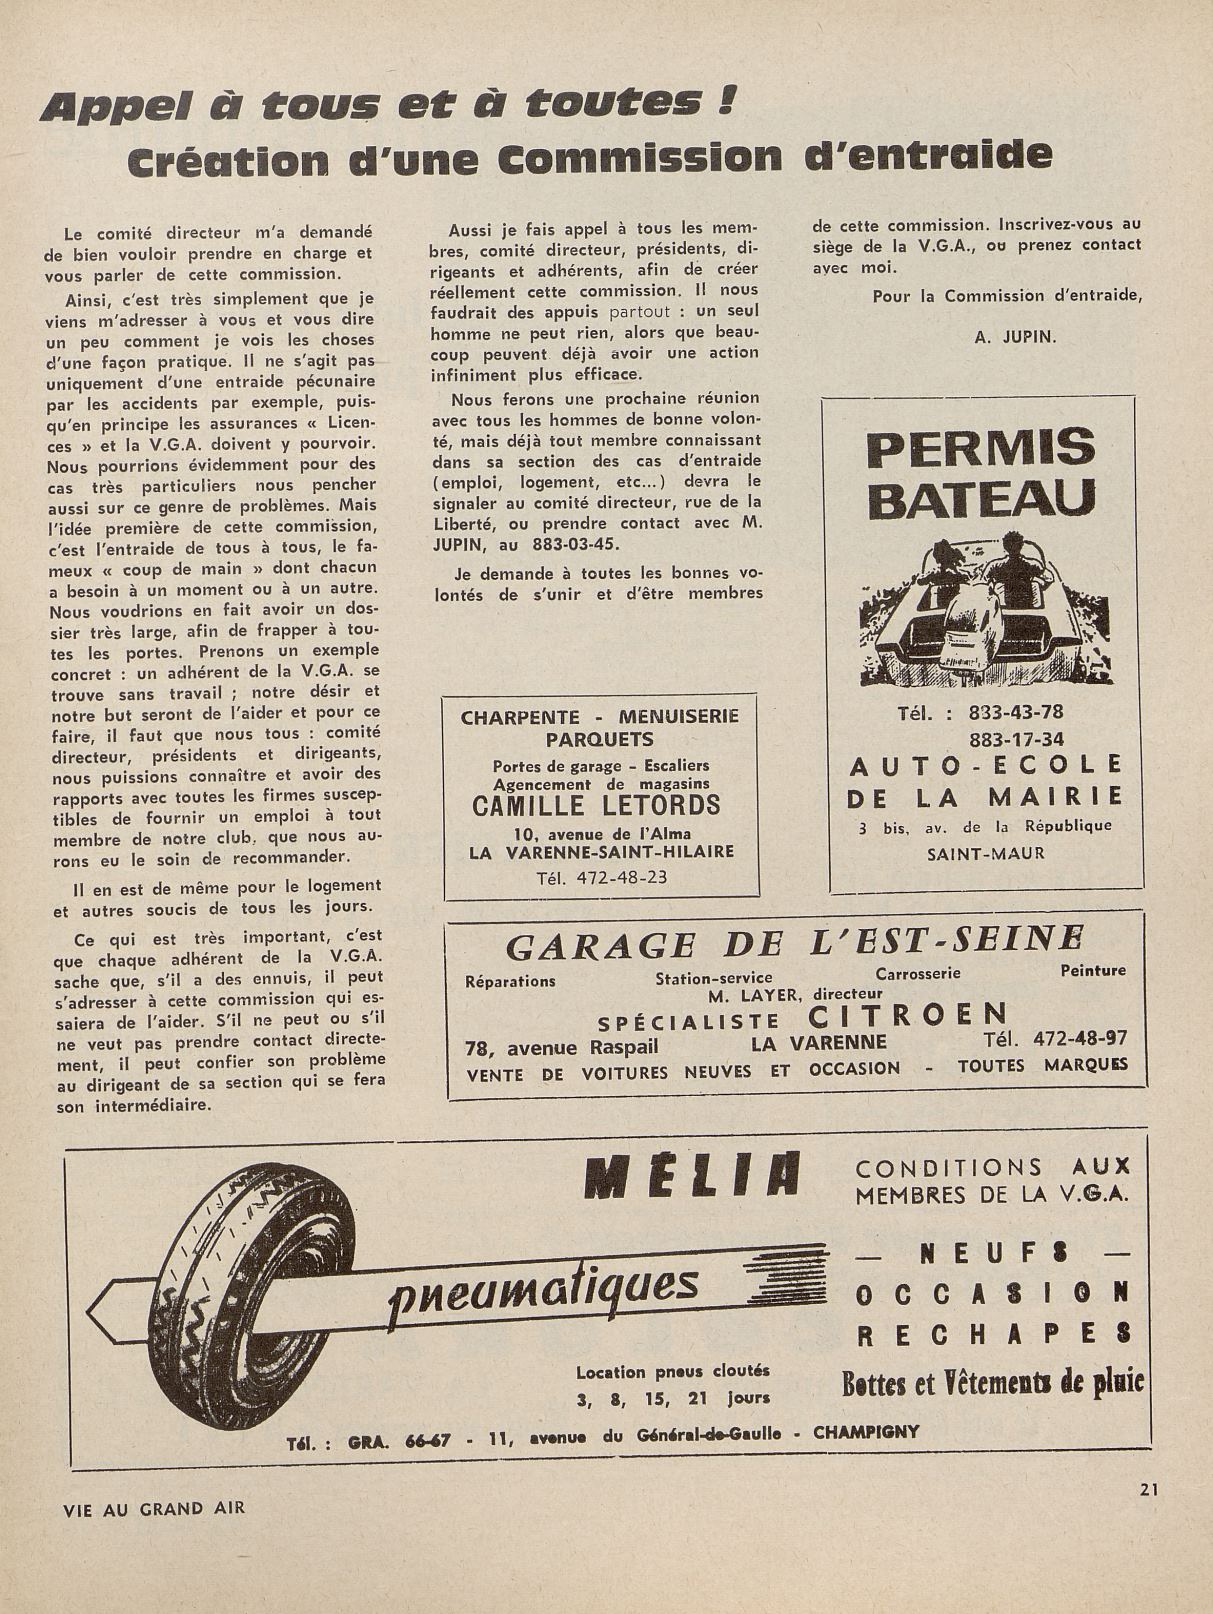 Appel à tous et à toutes !
Création d'une Commission d'entraide
Le comité directeur m'a demandé
de bien vouloir prendre en charge et
vous parler de cette commission.
Ainsi, c'est très simplement que je
viens m'adresser à vous et vous dire
un peu comment je vois les choses
d'une façon pratique. Il ne s'agit pas
uniquement d'une entraide pécunaire
par les accidents par exemple, puis-
qu'en principe les assurances « Licen-
ces » et la V.G.A. doivent y pourvoir.
Nous pourrions évidemment pour des
cas très particuliers nous pencher
aussi sur ce genre de problèmes. Mais
l'idée première de cette commission,
c'est l'entraide de tous à tous, le fa-
meux « coup de main » dont chacun
a besoin à un moment ou à un autre.
Nous voudrions en fait avoir un dos-
sier très large, afin de frapper à tou-
tes les portes. Prenons un exemple
concret : un adhérent de la V.G.A. se
trouve sans travail ; notre désir et
notre but seront de l'aider et pour ce
faire, il faut que nous tous : comité
directeur, présidents et dirigeants,
nous puissions connaître et avoir des
rapports avec toutes les firmes suscep-
tibles de fournir un emploi à tout
membre de notre club, que nous au-
rons eu le soin de recommander.
Il en est de même pour le logement
et autres soucis de tous les jours.
Ce qui est très important, c'est
que chaque adhérent de la V.G.A.
sache que, s'il a des ennuis, il peut
s'adresser à cette commission qui es-
saiera de l'aider. S'il ne peut ou s'il
ne veut pas prendre contact directe-
ment, il peut confier son problème
au dirigeant de sa section qui se fera
son intermédiaire.
Aussi je fais appel à tous les mem-
bres, comité directeur, présidents, di-
rigeants et adhérents, afin de créer
réellement cette commission. Il nous
faudrait des appuis partout : un seul
homme ne peut rien, alors que beau-
coup peuvent déjà avoir une action
infiniment plus efficace.
Nous ferons une prochaine réunion
avec tous les hommes de bonne volon-
té, mais déjà tout membre connaissant
dans sa section des cas d'entraide
(emploi, logement, etc...) devra le
signaler au comité directeur, rue de la
Liberté, ou prendre contact avec M.
JUPIN, au 883-03-45.
Je demande à toutes les bonnes vo-
lontés de s'unir et d'être membres
de cette commission. Inscrivez-vous au
siège de la V.G.A., ou prenez contact
avec moi.
Pour la Commission d'entraide,
A. JUPIN.
PERMIS
BATEAU
Tél. : 833-43-78
883-17-34
AUTO-ECOLE
DE LA MAIRIE
3 bis, av. de la République
SAINT-MAUR
CHARPENTE - MENUISERIE
PARQUETS
Portes de garage - Escaliers
Agencement de magasins
CAMILLE LETORDS
10, avenue de l'Alma
LA VARENNE-SAINT-HILAIRE
Tél. 472-48-23
GARAGE DE L'EST-SEINE
Réparations Station-service Carrosserie Peinture
M. LAYER, directeur
SPÉCIALISTE CITROEN
78, avenue Raspail LA VARENNE Tél. 472-48-97
VENTE DE VOITURES NEUVES ET OCCASION - TOUTES MARQUES
MÉLIA
pneumatiques
CONDITIONS AUX
MEMBRES DE LA V.G.A.
— NEUFS —
OCCASION
RECHAPES
Bottes et Vêtements de pluie
Location pneus cloutés
3, 8, 15, 21 jours
Tél. : GRA. 66-67 - 11, avenue du Général-de-Gaulle - CHAMPIGNY
VIE AU GRAND AIR
21